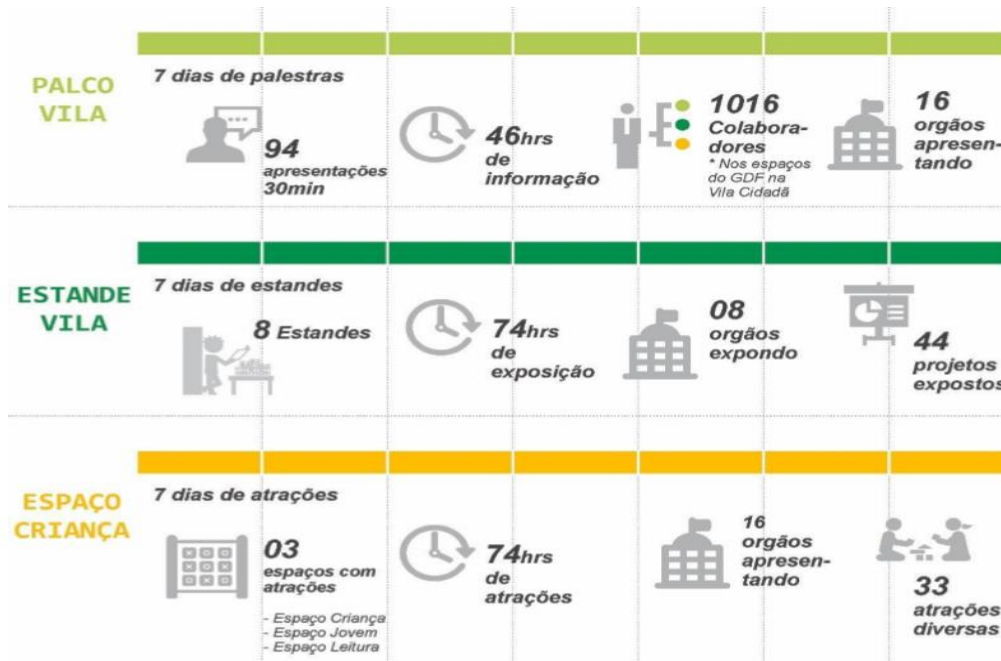 PALCO
VILA
7 dias de palestras
94
apresentações
30min
46hrs
de
informação
1016
Colabora-
dores
* Nos espaços
do GDF na
Vila Cidadã
16
orgãos
apresen-
tando
ESTANDE
VILA
7 dias de estandes
8 Estandes
74hrs
de
exposição
08
orgãos
expondo
44
projetos
expostos
ESPAÇO
CRIANÇA
7 dias de atrações
03
espaços com
atrações
- Espaço Criança
- Espaço Jovem
- Espaço Leitura
74hrs
de
atrações
16
orgãos
apresen-
tando
33
atrações
diversas